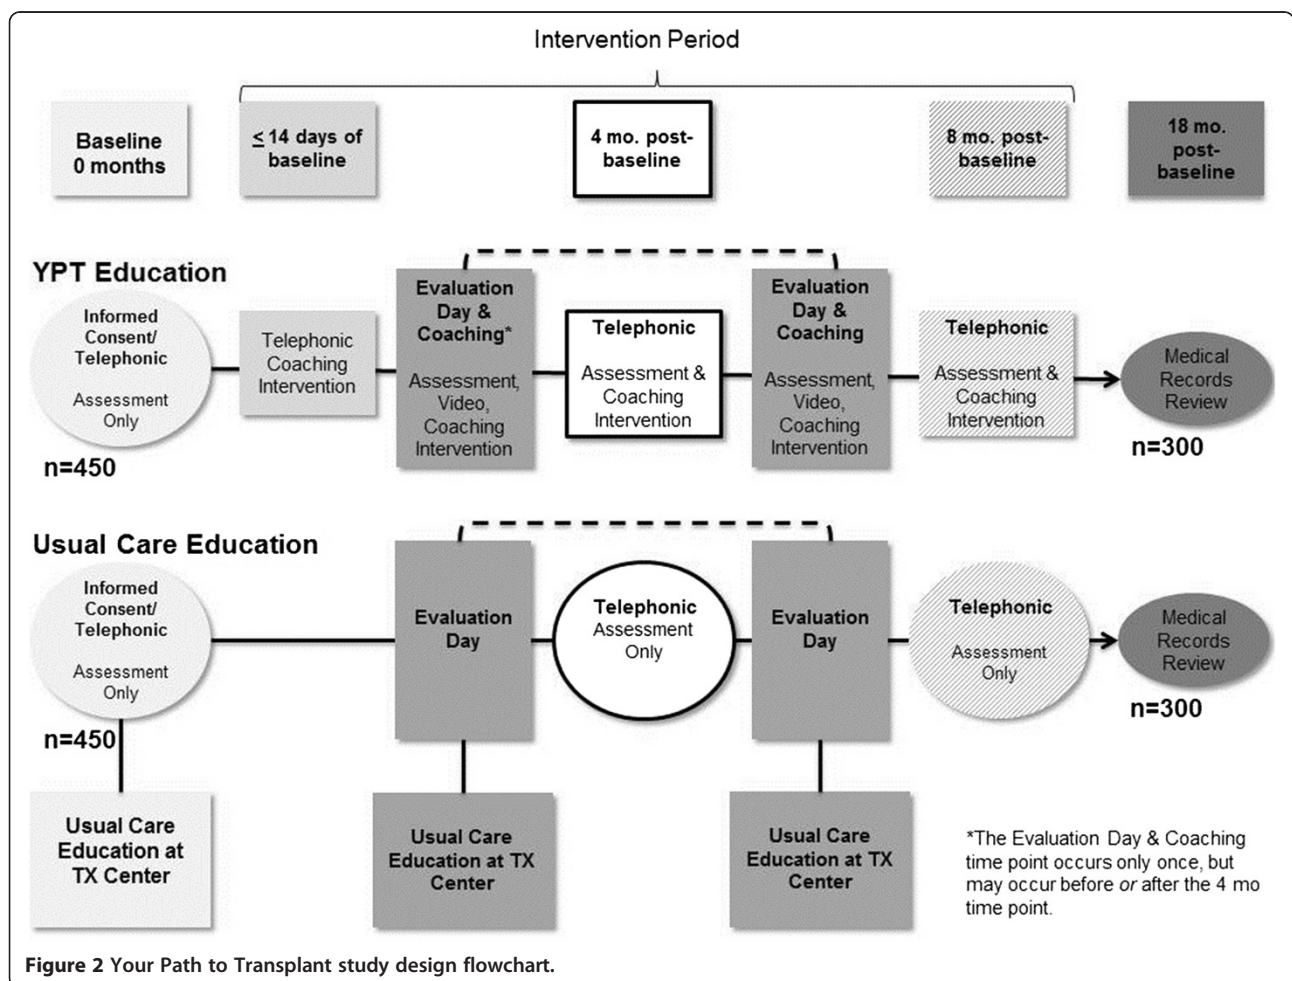 Intervention Period
Baseline
0 months
≤ 14 days of
baseline
4 mo. post-
baseline
8 mo. post-
baseline
18 mo.
post-
baseline
YPT Education
Informed
Consent/
Telephonic
Assessment
Only
n=450
Telephonic
Coaching
Intervention
Evaluation
Day &
Coaching*
Assessment,
Video,
Coaching
Intervention
Telephonic
Assessment &
Coaching
Intervention
Evaluation
Day &
Coaching
Assessment,
Video,
Coaching
Intervention
Telephonic
Assessment &
Coaching
Intervention
Medical
Records
Review
n=300
Usual Care Education
Informed
Consent/
Telephonic
Assessment
Only
n=450
Evaluation
Day
Telephonic
Assessment
Only
Evaluation
Day
Telephonic
Assessment
Only
Medical
Records
Review
n=300
Usual Care
Education at
TX Center
Usual Care
Education at TX
Center
Usual Care
Education at TX
Center
*The Evaluation Day & Coaching
time point occurs only once, but
may occur before or after the 4 mo
time point.
Figure 2 Your Path to Transplant study design flowchart.